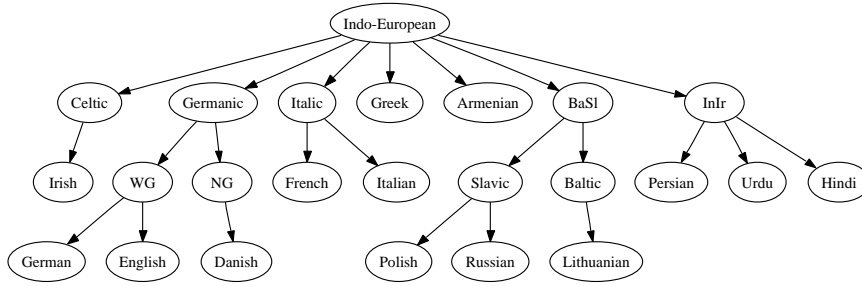 Indo-European
Celtic Germanic Italic Greek Armenian BaSl InIr
Irish WG NG French Italian Slavic Baltic Persian Urdu Hindi
German English Danish Polish Russian Lithuanian